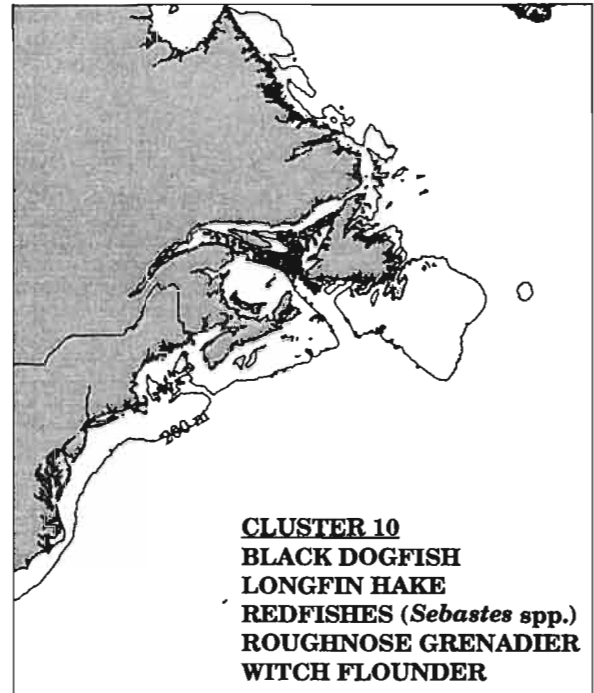 200 m
CLUSTER 10
BLACK DOGFISH
LONGFIN HAKE
REDFISHES (Sebastes spp.)
ROUGHNOSE GRENADIER
WITCH FLOUNDER